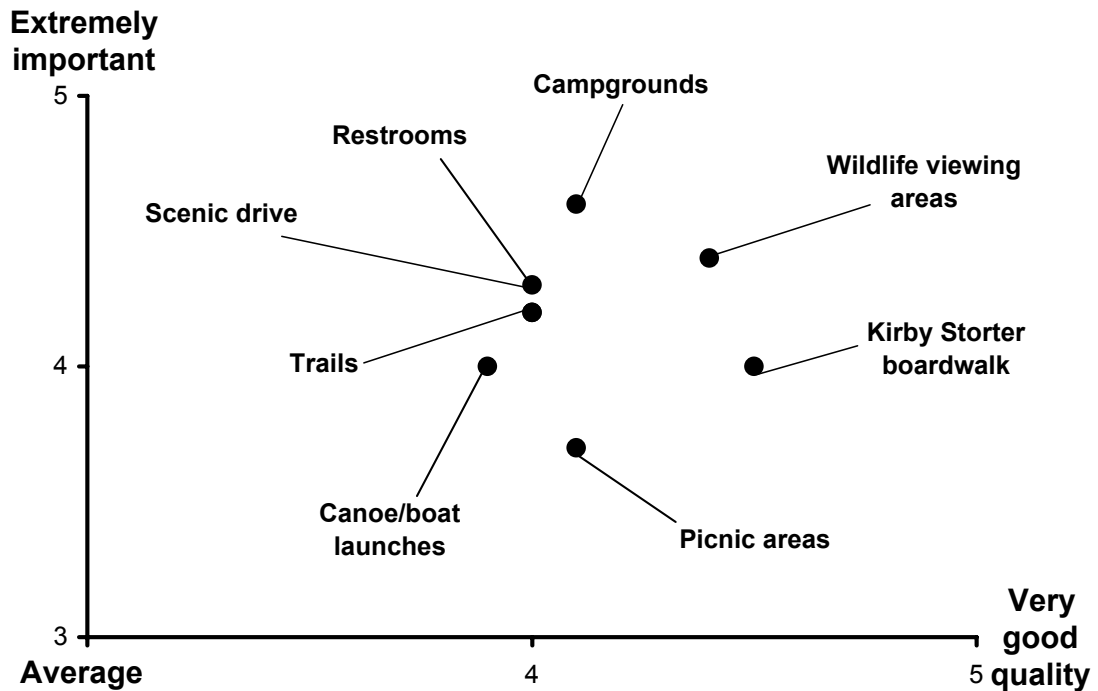 Extremely
important
5
Campgrounds
Restrooms
Wildlife viewing
areas
Scenic drive
Kirby Storter
boardwalk
Trails
4
Canoe/boat
launches
Picnic areas
3
Average
4
5
Very
good
quality